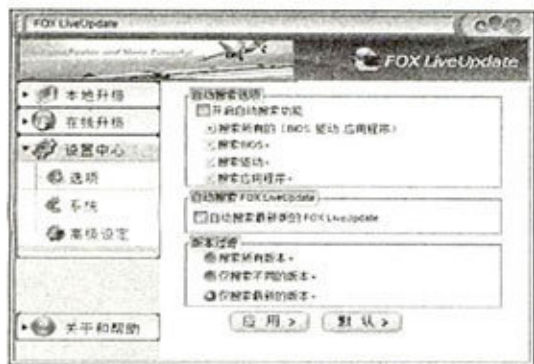 FOX LiveUpdate
FOX LiveUpdate
本地升级
在线升级
设置中心
选项
系统
高级设定
关于和帮助
自动搜索选项
开启自动搜索功能
搜索所有的(BIOS 驱动 应用程序)
搜索BIOS。
搜索驱动。
搜索应用程序。
自动搜索 FOX LiveUpdate
自动搜索最新版的 FOX LiveUpdate
版本过滤
搜索所有版本。
仅搜索不同的版本。
仅搜索最新的版本。
应用 >
默认 >